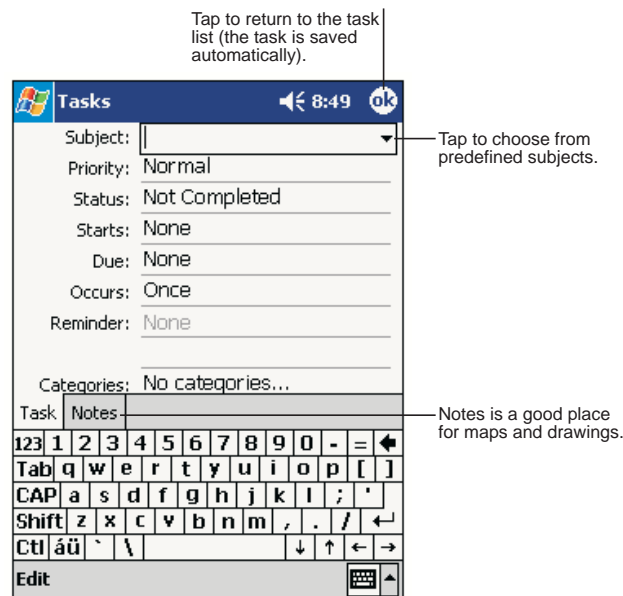 Tap to return to the task
list (the task is saved
automatically).
Tasks 8:49 ok
Subject:
Tap to choose from
predefined subjects.
Priority: Normal
Status: Not Completed
Starts: None
Due: None
Occurs: Once
Reminder: None
Categories: No categories...
Task Notes
Notes is a good place
for maps and drawings.
123 1 2 3 4 5 6 7 8 9 0 - = ←
Tab q w e r t y u i o p [ ]
CAP a s d f g h j k l ; '
Shift z x c v b n m , . / ↵
Ctl áü ` \ ↓ ↑ ← →
Edit